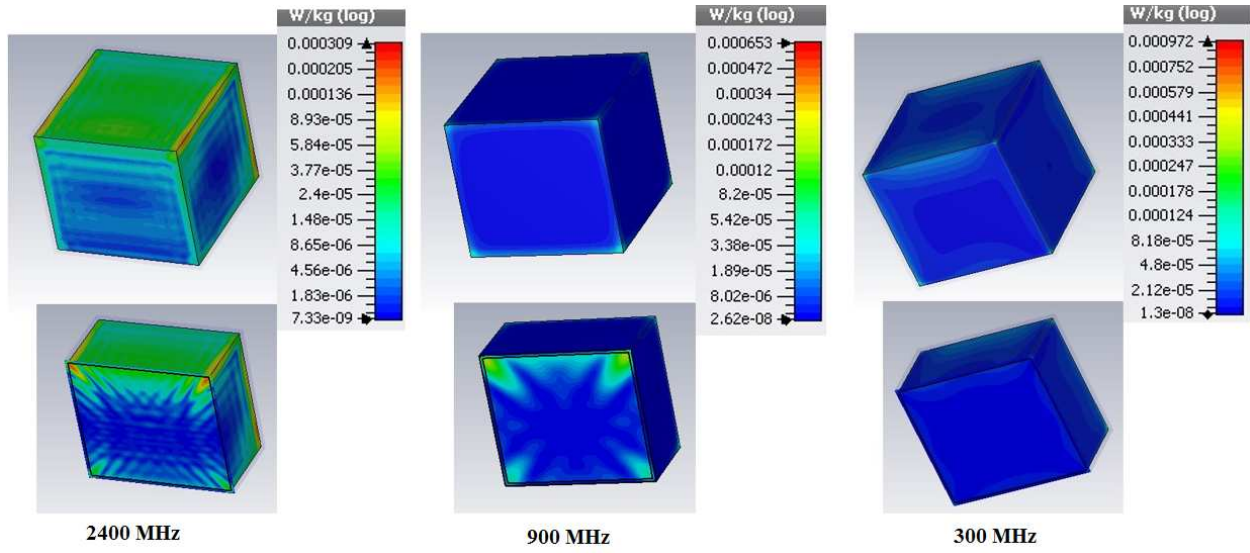 W/kg (log)
0.000309
0.000205
0.000136
8.93e-05
5.84e-05
3.77e-05
2.4e-05
1.48e-05
8.65e-06
4.56e-06
1.83e-06
7.33e-09
2400 MHz
W/kg (log)
0.000653
0.000472
0.00034
0.000243
0.000172
0.00012
8.2e-05
5.42e-05
3.38e-05
1.89e-05
8.02e-06
2.62e-08
900 MHz
W/kg (log)
0.000972
0.000752
0.000579
0.000441
0.000333
0.000247
0.000178
0.000124
8.18e-05
4.8e-05
2.12e-05
1.3e-08
300 MHz